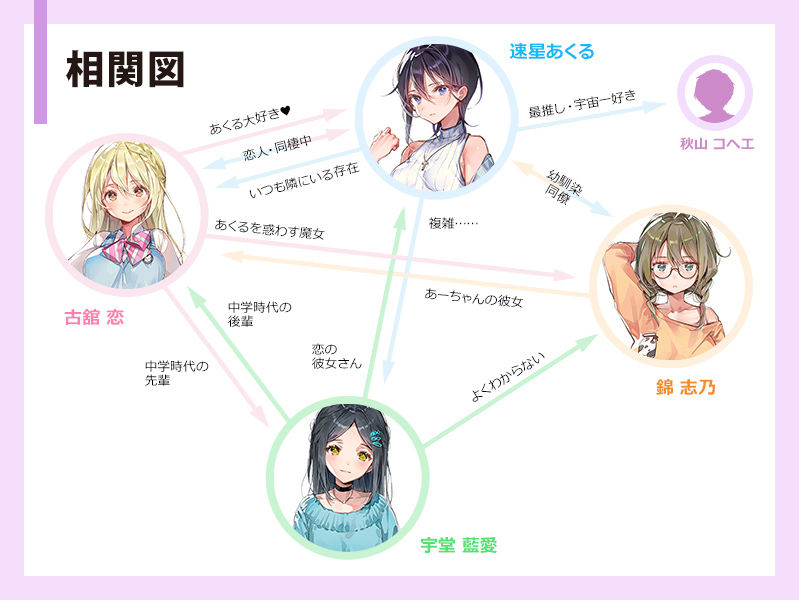 相関図
速星あくる
秋山 コヘエ
あくる大好き♥
恋人・同棲中
いつも隣にいる存在
最推し・宇宙一好き
幼馴染
同僚
あくるを惑わす魔女
複雑……
古舘 恋
あーちゃんの彼女
錦 志乃
中学時代の
後輩
恋の
彼女さん
中学時代の
先輩
よくわからない
宇堂 藍愛